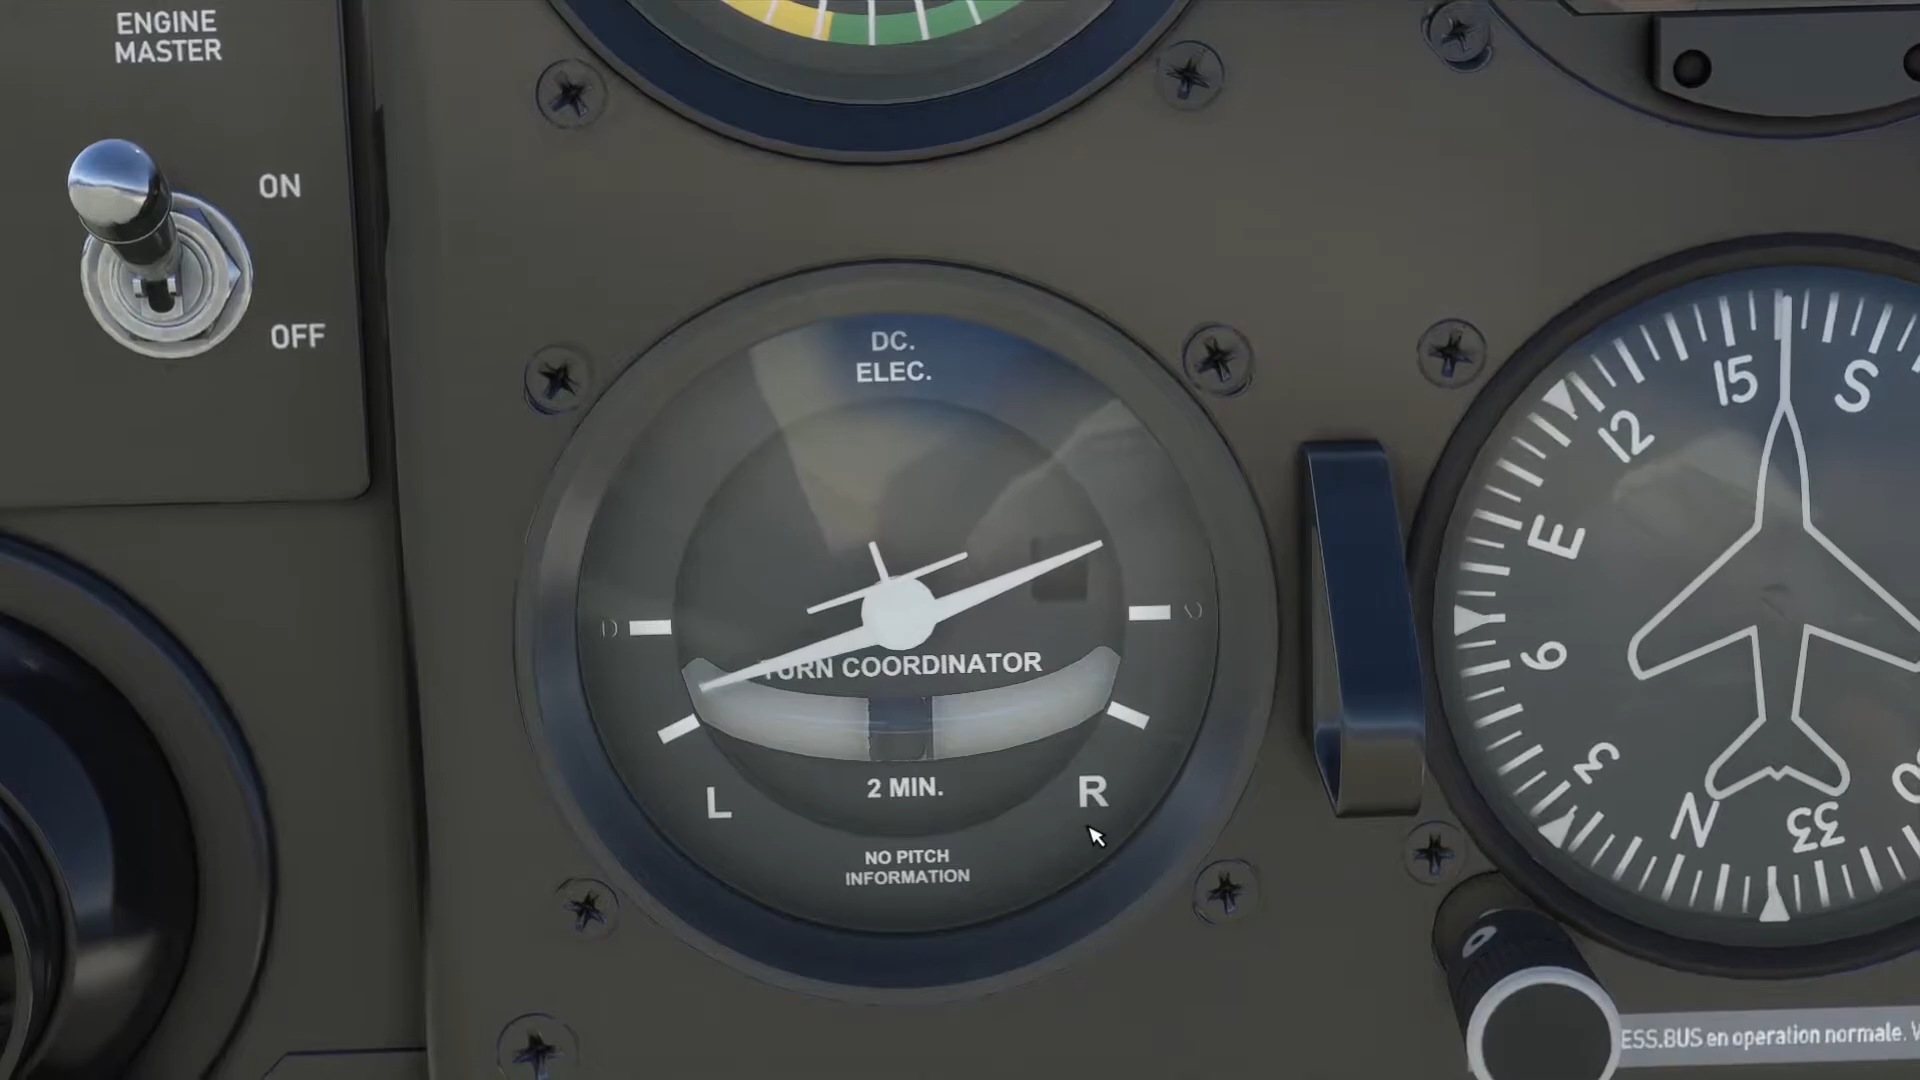 ENGINE
MASTER
ON
OFF
DC.
ELEC.
TURN COORDINATOR
2 MIN.
L
R
NO PITCH
INFORMATION
15
S
12
E
6
3
N
33
ESS.BUS en operation normale.